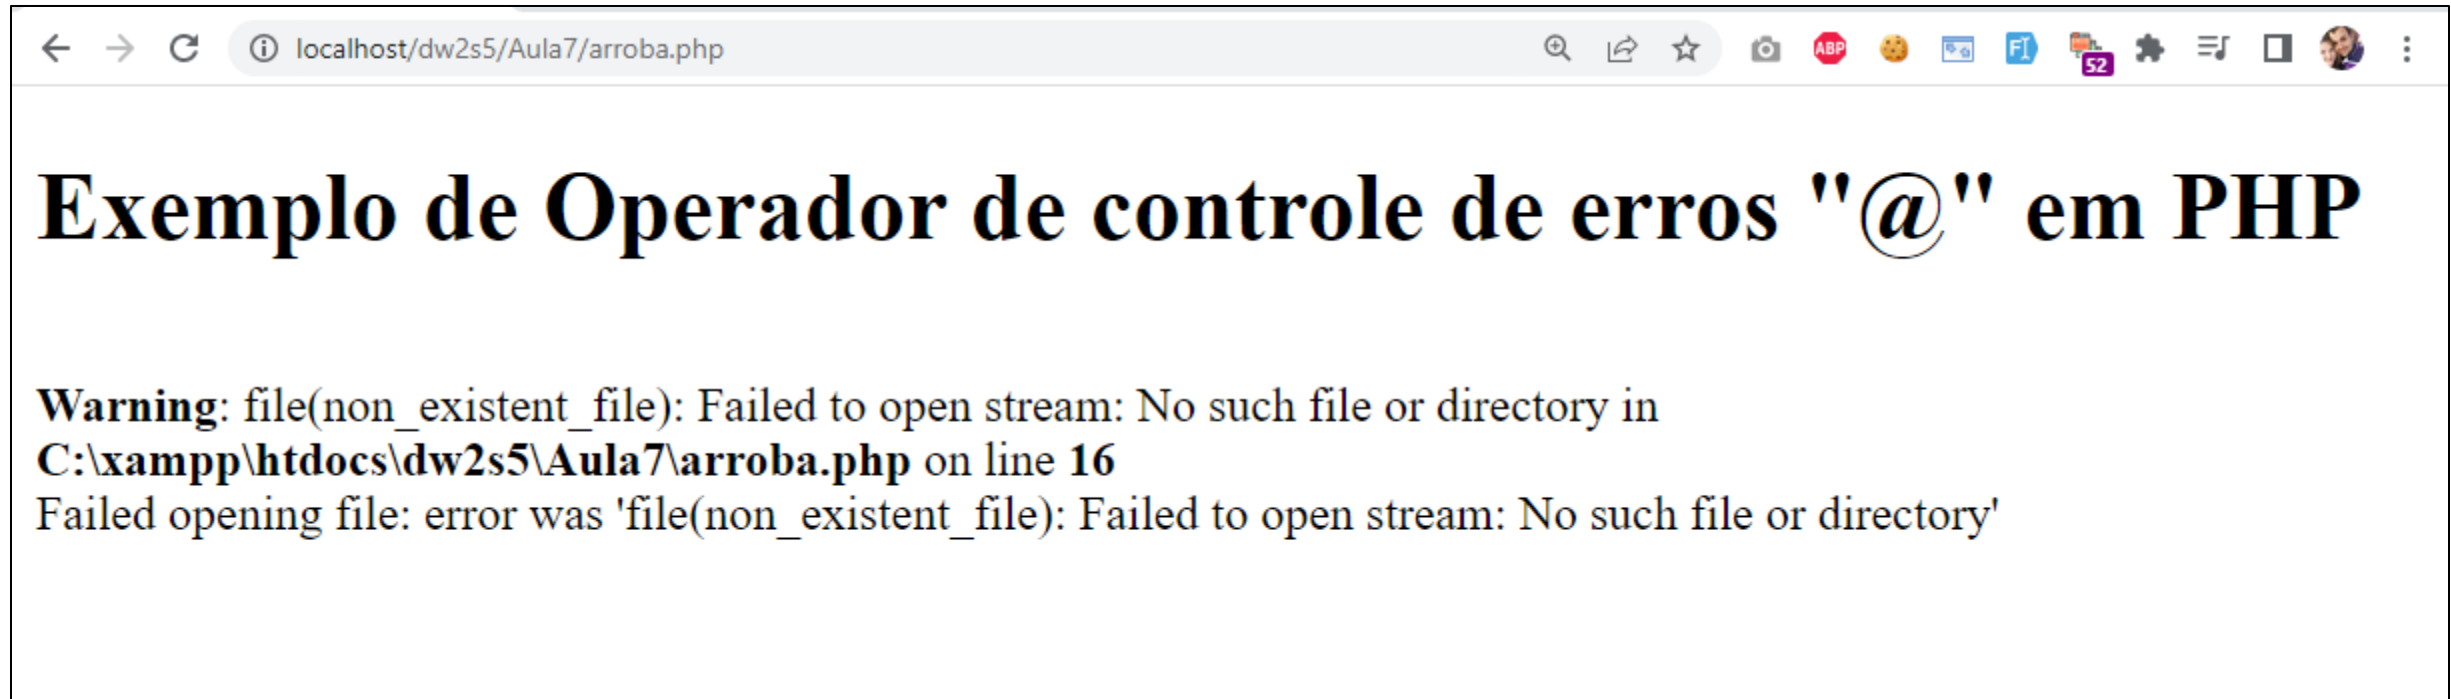 localhost/dw2s5/Aula7/arroba.php
ABP
52
Exemplo de Operador de controle de erros "@" em PHP
Warning: file(non_existent_file): Failed to open stream: No such file or directory in
C:\xampp\htdocs\dw2s5\Aula7\arroba.php on line 16
Failed opening file: error was 'file(non_existent_file): Failed to open stream: No such file or directory'